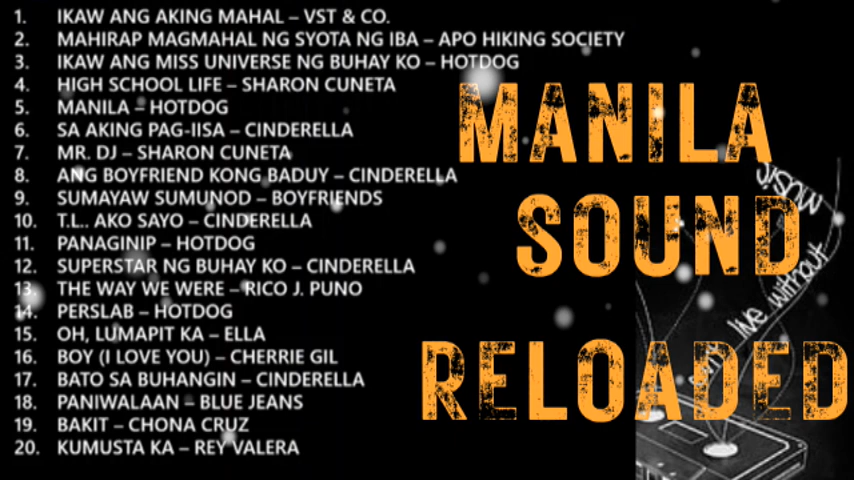 1. IKAW ANG AKING MAHAL – VST & CO.
2. MAHIRAP MAGMAHAL NG SYOTA NG IBA – APO HIKING SOCIETY
3. IKAW ANG MISS UNIVERSE NG BUHAY KO – HOTDOG
4. HIGH SCHOOL LIFE – SHARON CUNETA
5. MANILA – HOTDOG
6. SA AKING PAG-IISA – CINDERELLA
7. MR. DJ – SHARON CUNETA
8. ANG BOYFRIEND KONG BADUY – CINDERELLA
9. SUMAYAW SUMUNOD – BOYFRIENDS
10. T.L.. AKO SAYO – CINDERELLA
11. PANAGINIP – HOTDOG
12. SUPERSTAR NG BUHAY KO – CINDERELLA
13. THE WAY WE WERE – RICO J. PUNO
14. PERSLAB – HOTDOG
15. OH, LUMAPIT KA – ELLA
16. BOY (I LOVE YOU) – CHERRIE GIL
17. BATO SA BUHANGIN – CINDERELLA
18. PANIWALAAN – BLUE JEANS
19. BAKIT – CHONA CRUZ
20. KUMUSTA KA – REY VALERA
MANILA
SOUND
RELOADED
live without
music